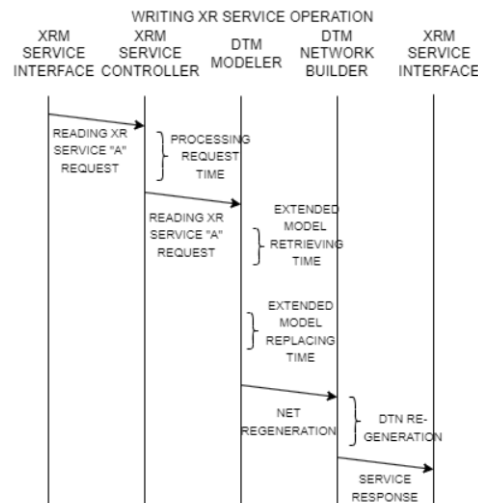 WRITING XR SERVICE OPERATION
XRM
SERVICE
INTERFACE
XRM
SERVICE
CONTROLLER
DTM
MODELER
DTM
NETWORK
BUILDER
XRM
SERVICE
INTERFACE
READING XR
SERVICE "A"
REQUEST
PROCESSING
REQUEST
TIME
READING XR
SERVICE "A"
REQUEST
EXTENDED
MODEL
RETRIEVING
TIME
EXTENDED
MODEL
REPLACING
TIME
NET
REGENERATION
DTN RE-
GENERATION
SERVICE
RESPONSE